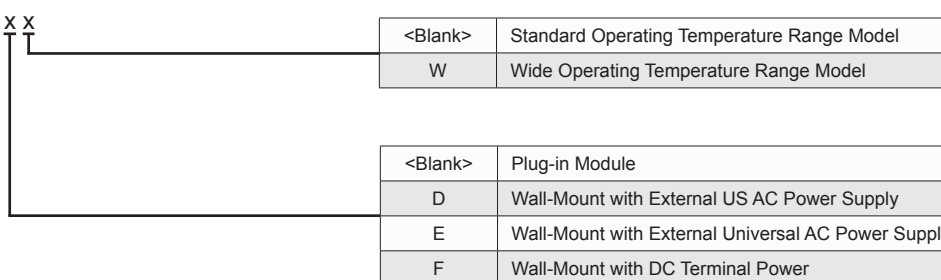 X X
<Blank> Standard Operating Temperature Range Model
W Wide Operating Temperature Range Model
<Blank> Plug-in Module
D Wall-Mount with External US AC Power Supply
E Wall-Mount with External Universal AC Power Suppl
F Wall-Mount with DC Terminal Power